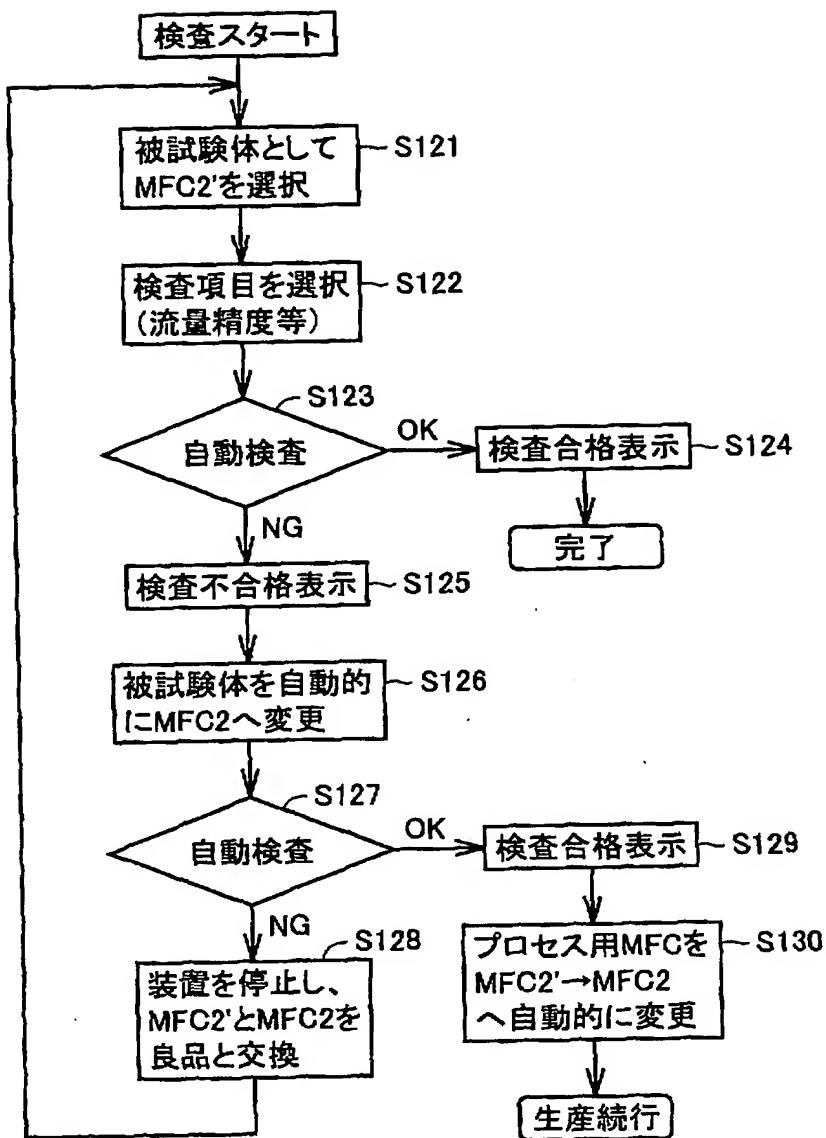 検査スタート
被試験体として
MFC2'を選択
S121
検査項目を選択
(流量精度等)
S122
S123
自動検査
OK
検査合格表示
S124
完了
NG
検査不合格表示
S125
被試験体を自動的
にMFC2へ変更
S126
S127
自動検査
OK
検査合格表示
S129
NG
S128
装置を停止し、
MFC2'とMFC2を
良品と交換
プロセス用MFCを
MFC2'→MFC2
へ自動的に変更
S130
生産続行